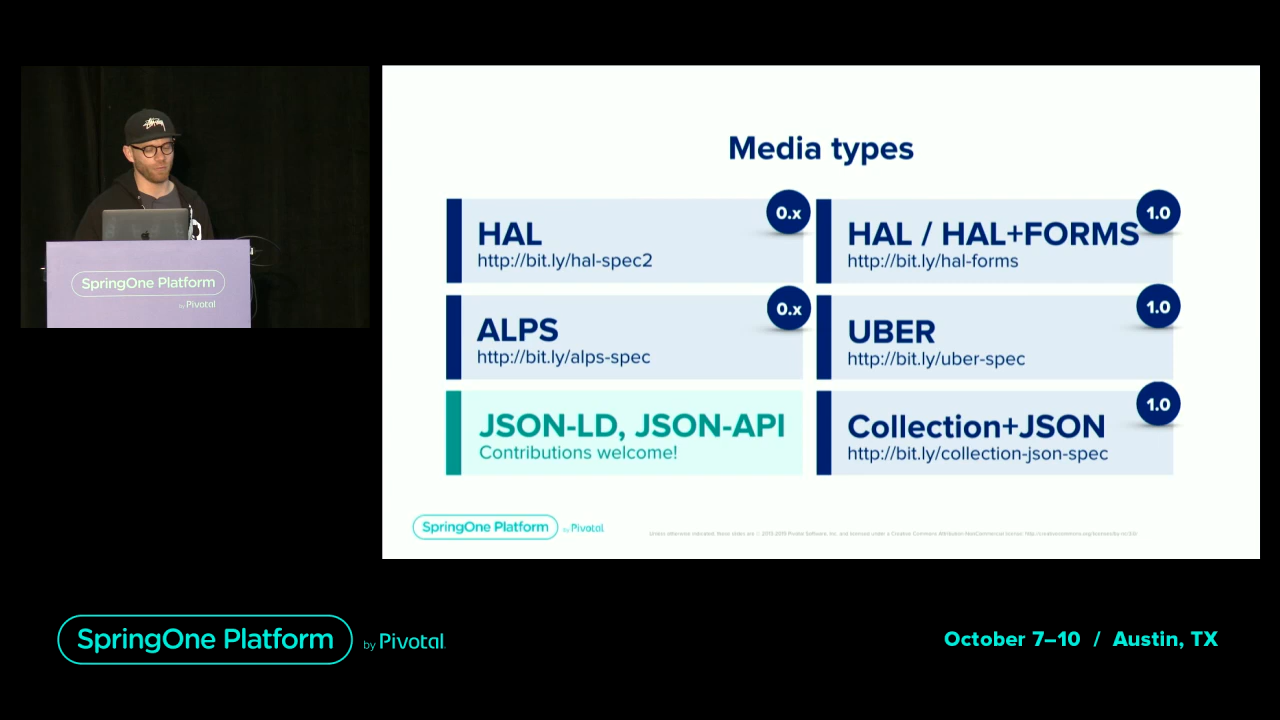 SpringOne Platform
by Pivotal
Media types
HAL
http://bit.ly/hal-spec2
0.x
HAL / HAL+FORMS
http://bit.ly/hal-forms
1.0
ALPS
http://bit.ly/alps-spec
0.x
UBER
http://bit.ly/uber-spec
1.0
JSON-LD, JSON-API
Contributions welcome!
Collection+JSON
http://bit.ly/collection-json-spec
1.0
SpringOne Platform by Pivotal
SpringOne Platform by Pivotal
October 7–10 / Austin, TX